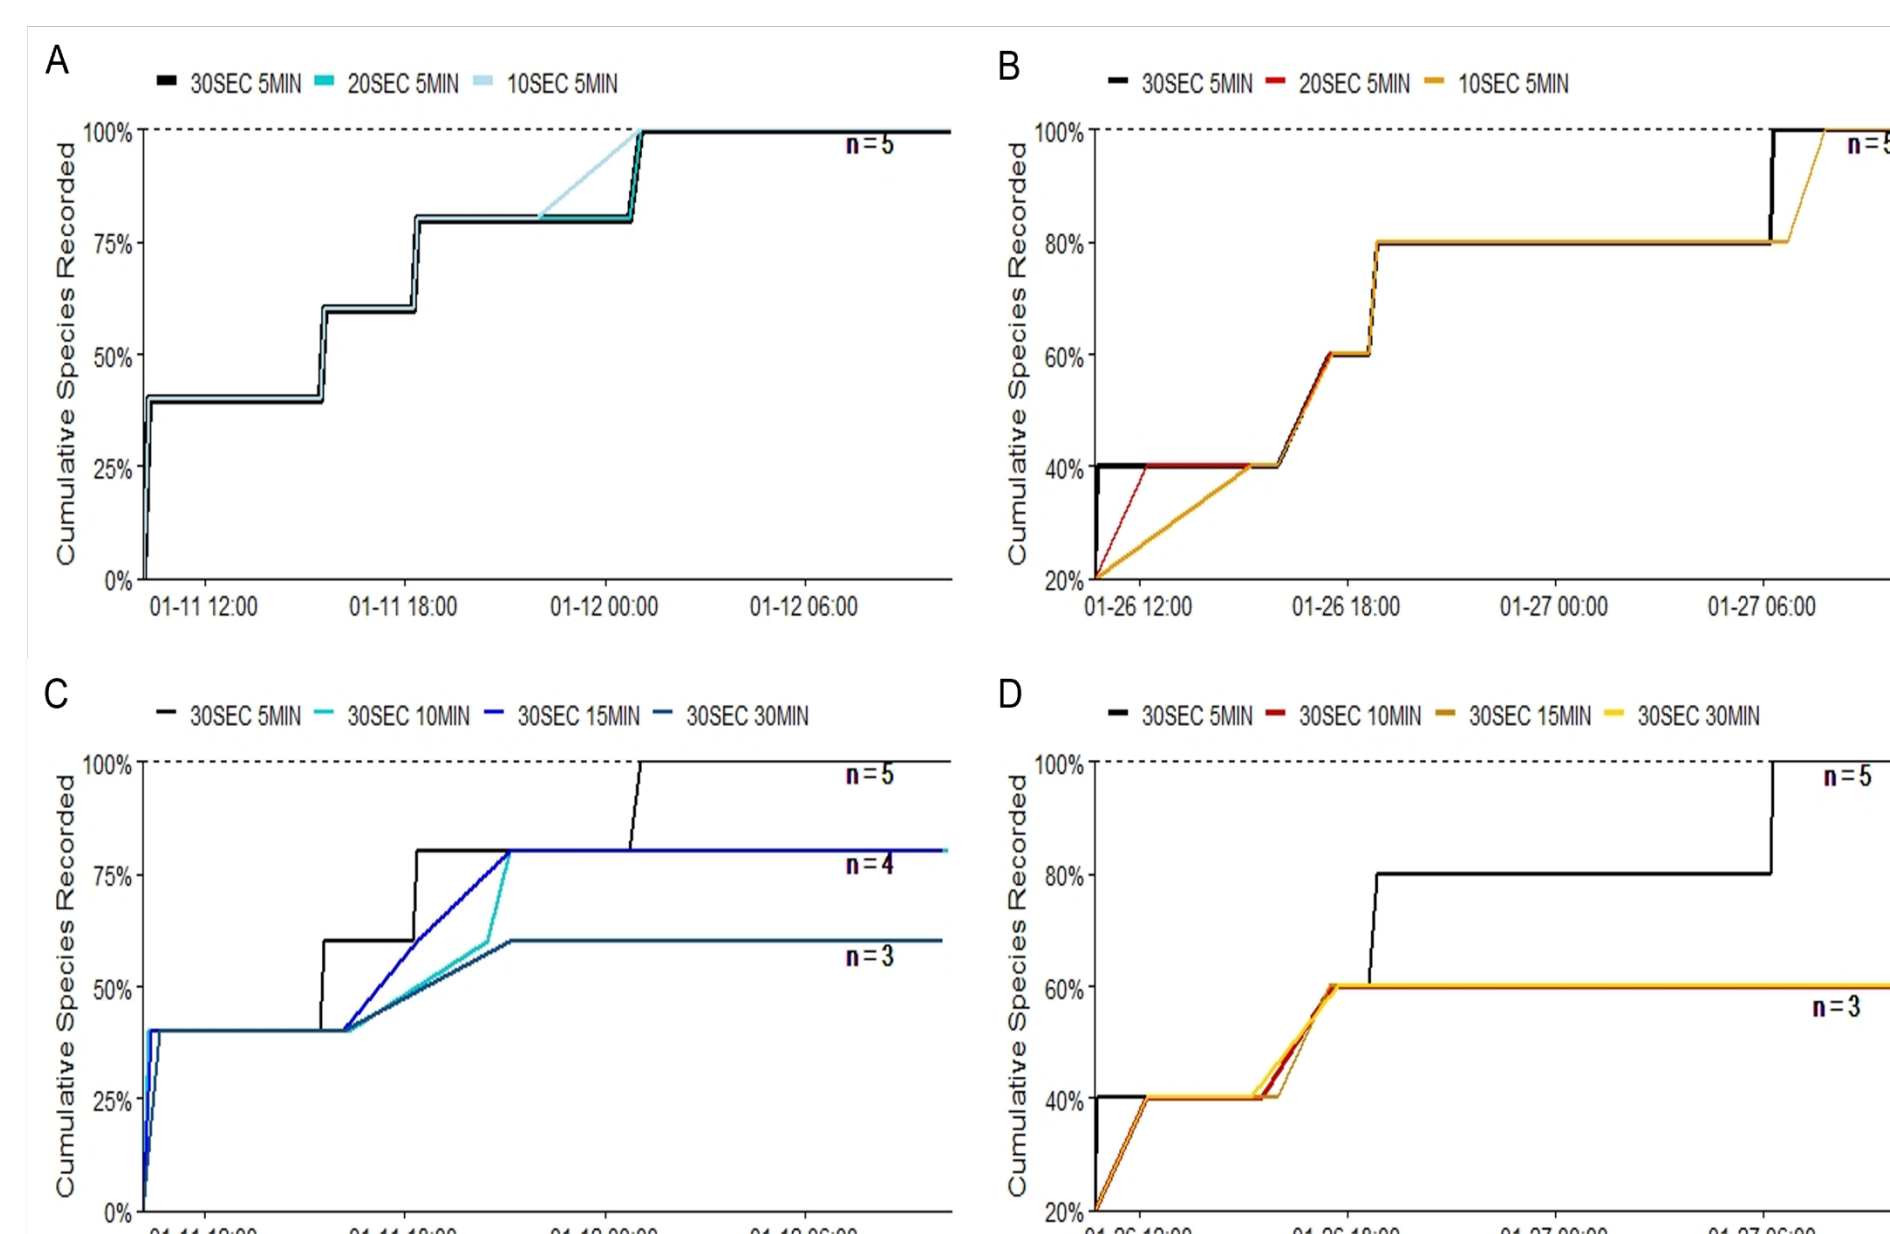 A
30SEC 5MIN 20SEC 5MIN 10SEC 5MIN
Cumulative Species Recorded
100%
75%
50%
25%
0%
n=5
01-11 12:00 01-11 18:00 01-12 00:00 01-12 06:00
B
30SEC 5MIN 20SEC 5MIN 10SEC 5MIN
Cumulative Species Recorded
100%
80%
60%
40%
20%
n=5
01-26 12:00 01-26 18:00 01-27 00:00 01-27 06:00
C
30SEC 5MIN 30SEC 10MIN 30SEC 15MIN 30SEC 30MIN
Cumulative Species Recorded
100%
75%
50%
25%
0%
n=5
n=4
n=3
D
30SEC 5MIN 30SEC 10MIN 30SEC 15MIN 30SEC 30MIN
Cumulative Species Recorded
100%
80%
60%
40%
20%
n=5
n=3